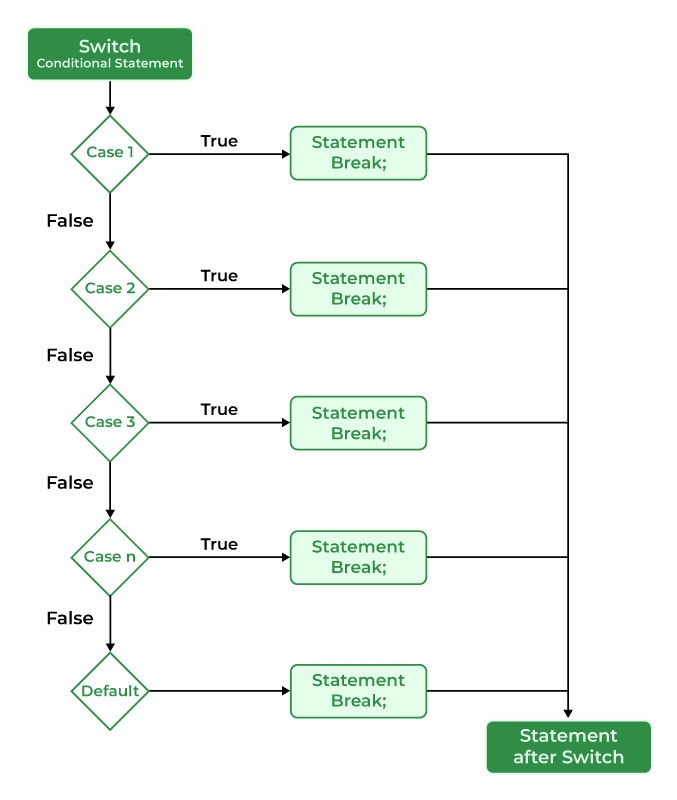 Switch
Conditional Statement
Case 1
True
Statement
Break;
False
Case 2
True
Statement
Break;
False
Case 3
True
Statement
Break;
False
Case n
True
Statement
Break;
False
Default
Statement
Break;
Statement
after Switch